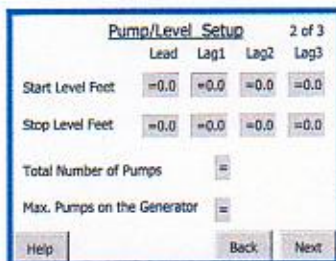 Pump/Level Setup 2 of 3
Lead Lag1 Lag2 Lag3
Start Level Feet =0.0 =0.0 =0.0 =0.0
Stop Level Feet =0.0 =0.0 =0.0 =0.0
Total Number of Pumps =
Max. Pumps on the Generator =
Help Back Next